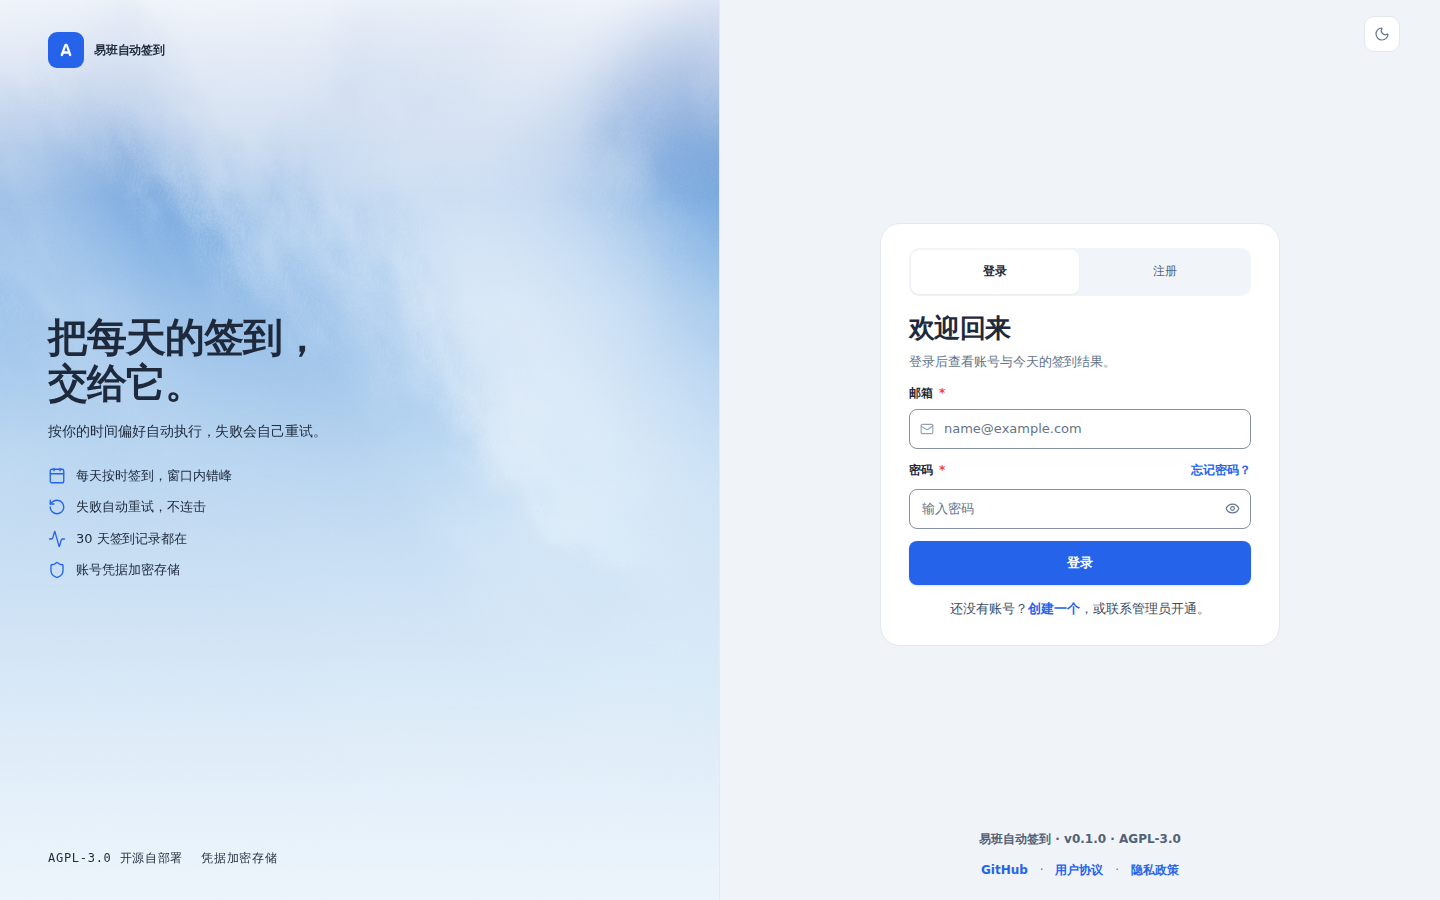 易班自动签到
把每天的签到，
交给它。
按你的时间偏好自动执行，失败会自己重试。
每天按时签到，窗口内错峰
失败自动重试，不连击
30 天签到记录都在
账号凭据加密存储
AGPL-3.0 开源自部署 凭据加密存储
登录 注册
欢迎回来
登录后查看账号与今天的签到结果。
邮箱 *
name@example.com
密码 * 忘记密码？
输入密码
登录
还没有账号？创建一个，或联系管理员开通。
易班自动签到 · v0.1.0 · AGPL-3.0
GitHub · 用户协议 · 隐私政策